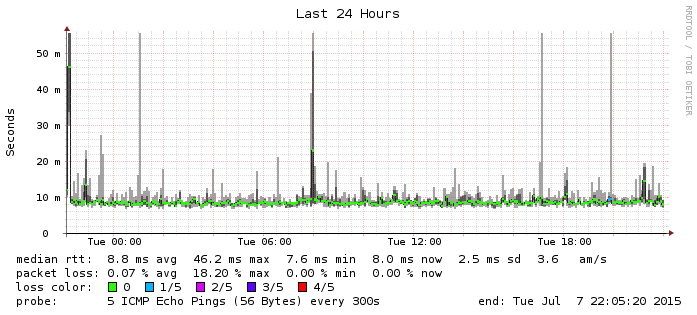 Last 24 Hours
RRDTOOL / TOBI OETIKER
Seconds
50 m
40 m
30 m
20 m
10 m
0
Tue 00:00 Tue 06:00 Tue 12:00 Tue 18:00
median rtt: 8.8 ms avg 46.2 ms max 7.6 ms min 8.0 ms now 2.5 ms sd 3.6 am/s
packet loss: 0.07 % avg 18.20 % max 0.00 % min 0.00 % now
loss color: 0 1/5 2/5 3/5 4/5
probe: 5 ICMP Echo Pings (56 Bytes) every 300s end: Tue Jul 7 22:05:20 2015